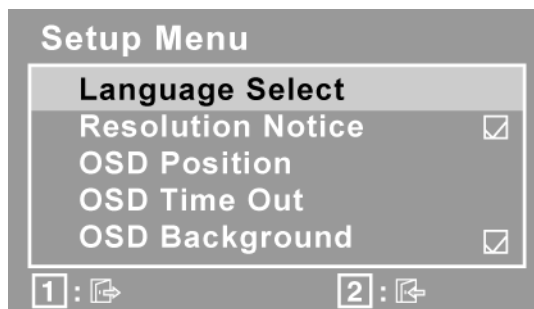 Setup Menu
Language Select
Resolution Notice
OSD Position
OSD Time Out
OSD Background
1 : 2 :